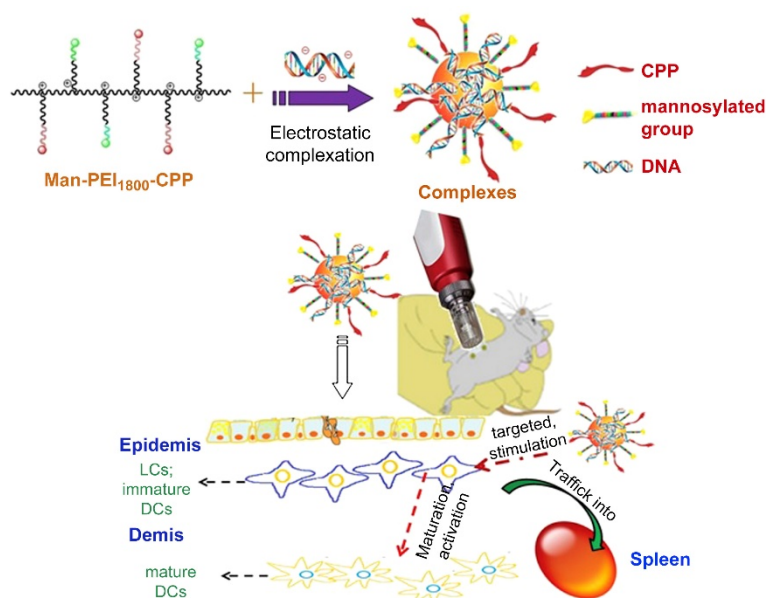 Man-PEI1800-CPP
+
Electrostatic
complexation
Complexes
CPP
mannosylated
group
DNA
Epidemis
LCs;
immature
DCs
Demis
mature
DCs
targeted,
stimulation
Maturation,
activation
Traffick into
Spleen